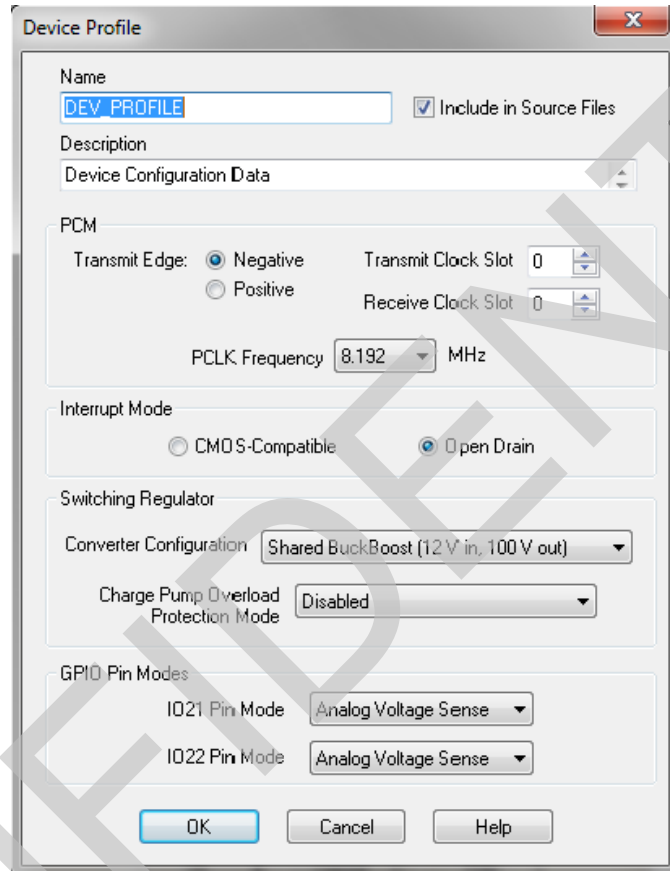 Device Profile
Name
DEV_PROFILE
Include in Source Files
Description
Device Configuration Data
PCM
Transmit Edge:
Negative
Positive
Transmit Clock Slot 0
Receive Clock Slot 0
PCLK Frequency 8.192 MHz
Interrupt Mode
CMOS-Compatible
Open Drain
Switching Regulator
Converter Configuration Shared BuckBoost (12 V in, 100 V out)
Charge Pump Overload
Protection Mode
Disabled
GPIO Pin Modes
IO21 Pin Mode Analog Voltage Sense
IO22 Pin Mode Analog Voltage Sense
OK Cancel Help